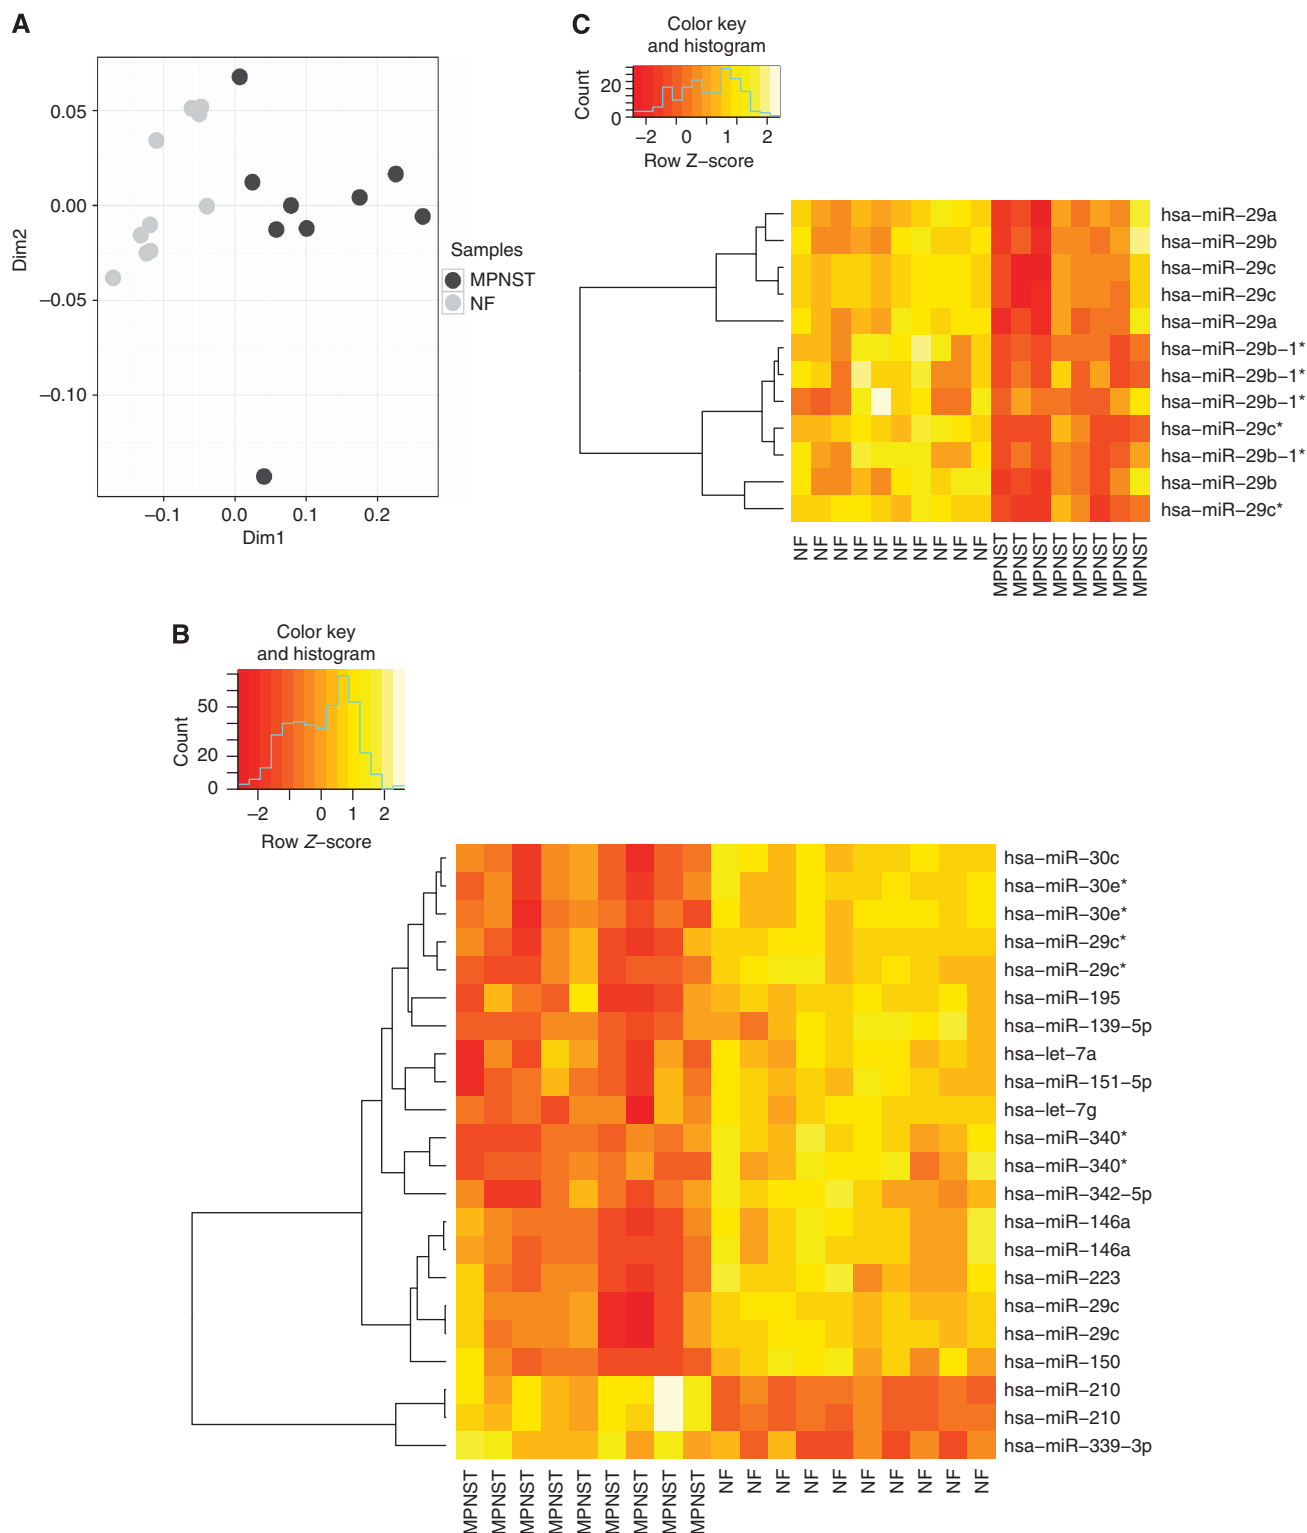 A
0.05
0.00
−0.05
−0.10
Dim2
−0.1
0.0
0.1
0.2
Dim1
Samples
MPNST
NF
C
Color key
and histogram
Count
20
0
−2
0
1
2
Row Z−score
hsa−miR−29a
hsa−miR−29b
hsa−miR−29c
hsa−miR−29c
hsa−miR−29a
hsa−miR−29b−1*
hsa−miR−29b−1*
hsa−miR−29b−1*
hsa−miR−29c*
hsa−miR−29b−1*
hsa−miR−29b
hsa−miR−29c*
NF
NF
NF
NF
NF
NF
NF
NF
NF
NF
MPNST
MPNST
MPNST
MPNST
MPNST
MPNST
MPNST
MPNST
B
Color key
and histogram
Count
50
20
0
−2
0
1
2
Row Z−score
hsa−miR−30c
hsa−miR−30e*
hsa−miR−30e*
hsa−miR−29c*
hsa−miR−29c*
hsa−miR−195
hsa−miR−139−5p
hsa−let−7a
hsa−miR−151−5p
hsa−let−7g
hsa−miR−340*
hsa−miR−340*
hsa−miR−342−5p
hsa−miR−146a
hsa−miR−146a
hsa−miR−223
hsa−miR−29c
hsa−miR−29c
hsa−miR−150
hsa−miR−210
hsa−miR−210
hsa−miR−339−3p
MPNST
MPNST
MPNST
MPNST
MPNST
MPNST
MPNST
MPNST
MPNST
NF
NF
NF
NF
NF
NF
NF
NF
NF
NF